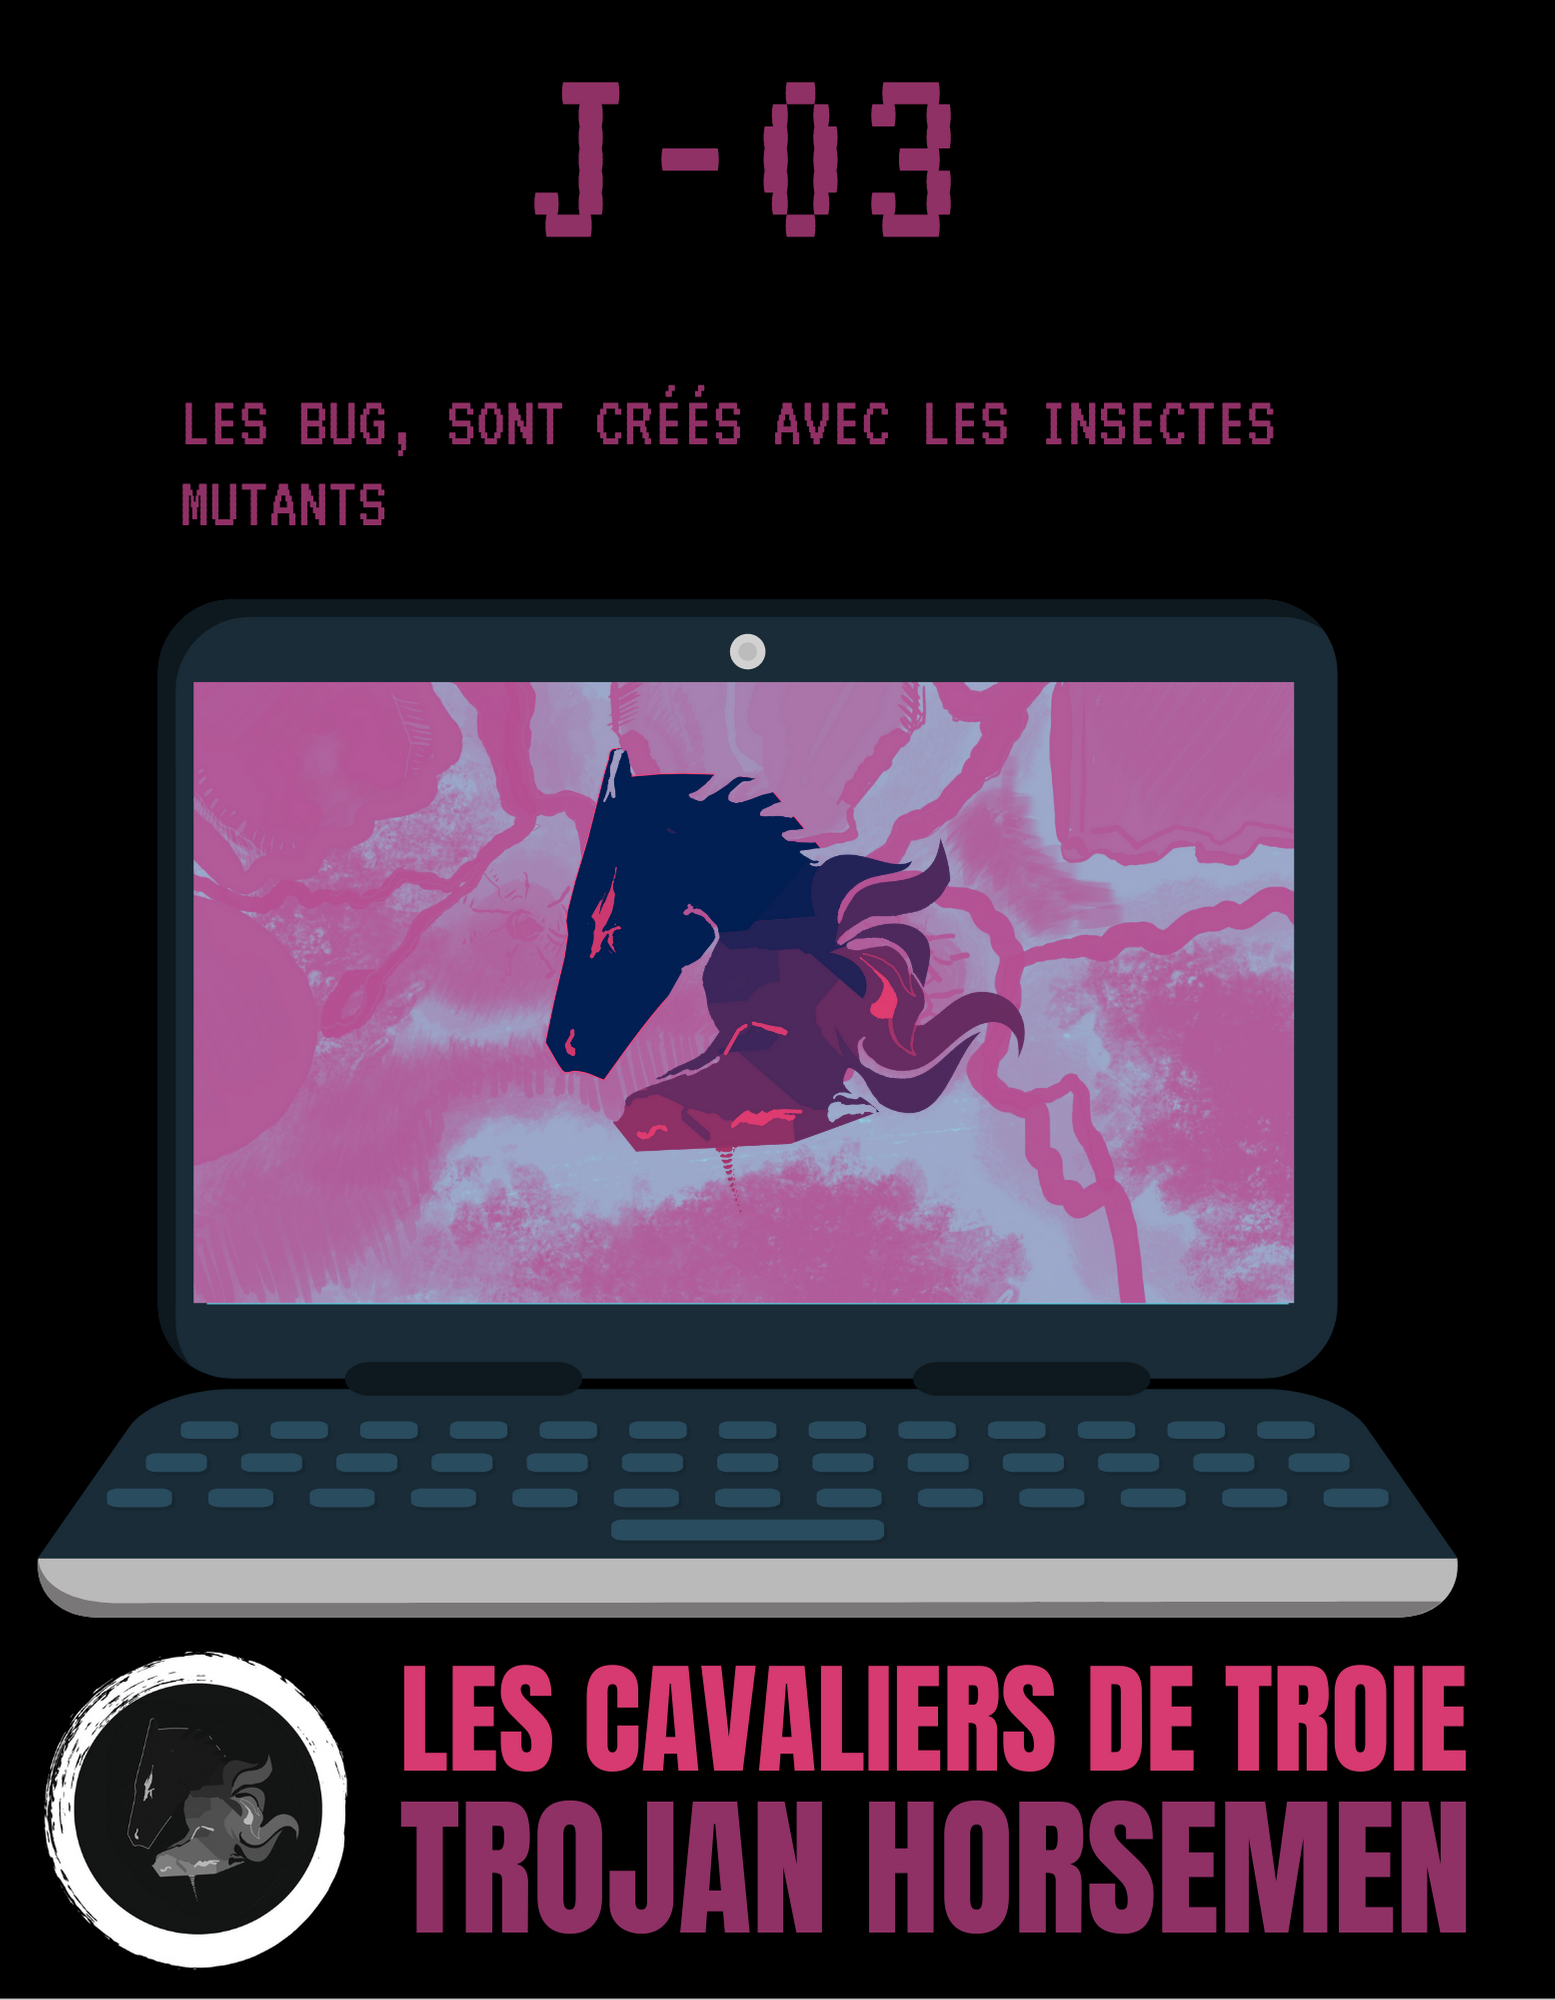 J-03
LES BUG, SONT CRÉÉS AVEC LES INSECTES
MUTANTS
LES CAVALIERS DE TROIE
TROJAN HORSEMEN